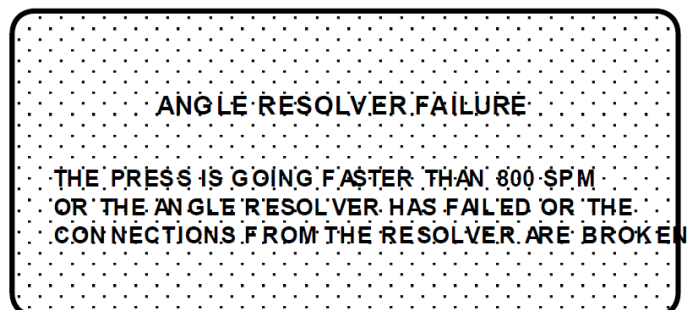 ANGLE RESOLVER FAILURE
THE PRESS IS GOING FASTER THAN 800 SPM
OR THE ANGLE RESOLVER HAS FAILED OR THE
CONNECTIONS FROM THE RESOLVER ARE BROKEN